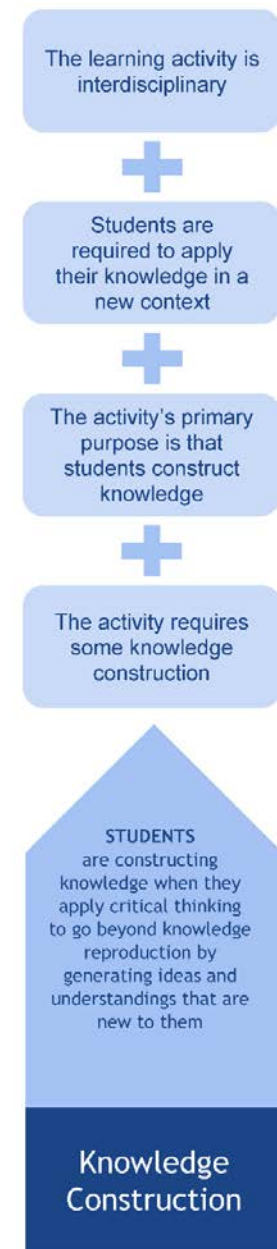 The learning activity is
interdisciplinary
Students are
required to apply
their knowledge in a
new context
The activity's primary
purpose is that
students construct
knowledge
The activity requires
some knowledge
construction
STUDENTS
are constructing
knowledge when they
apply critical thinking
to go beyond knowledge
reproduction by
generating ideas and
understandings that are
new to them
Knowledge
Construction